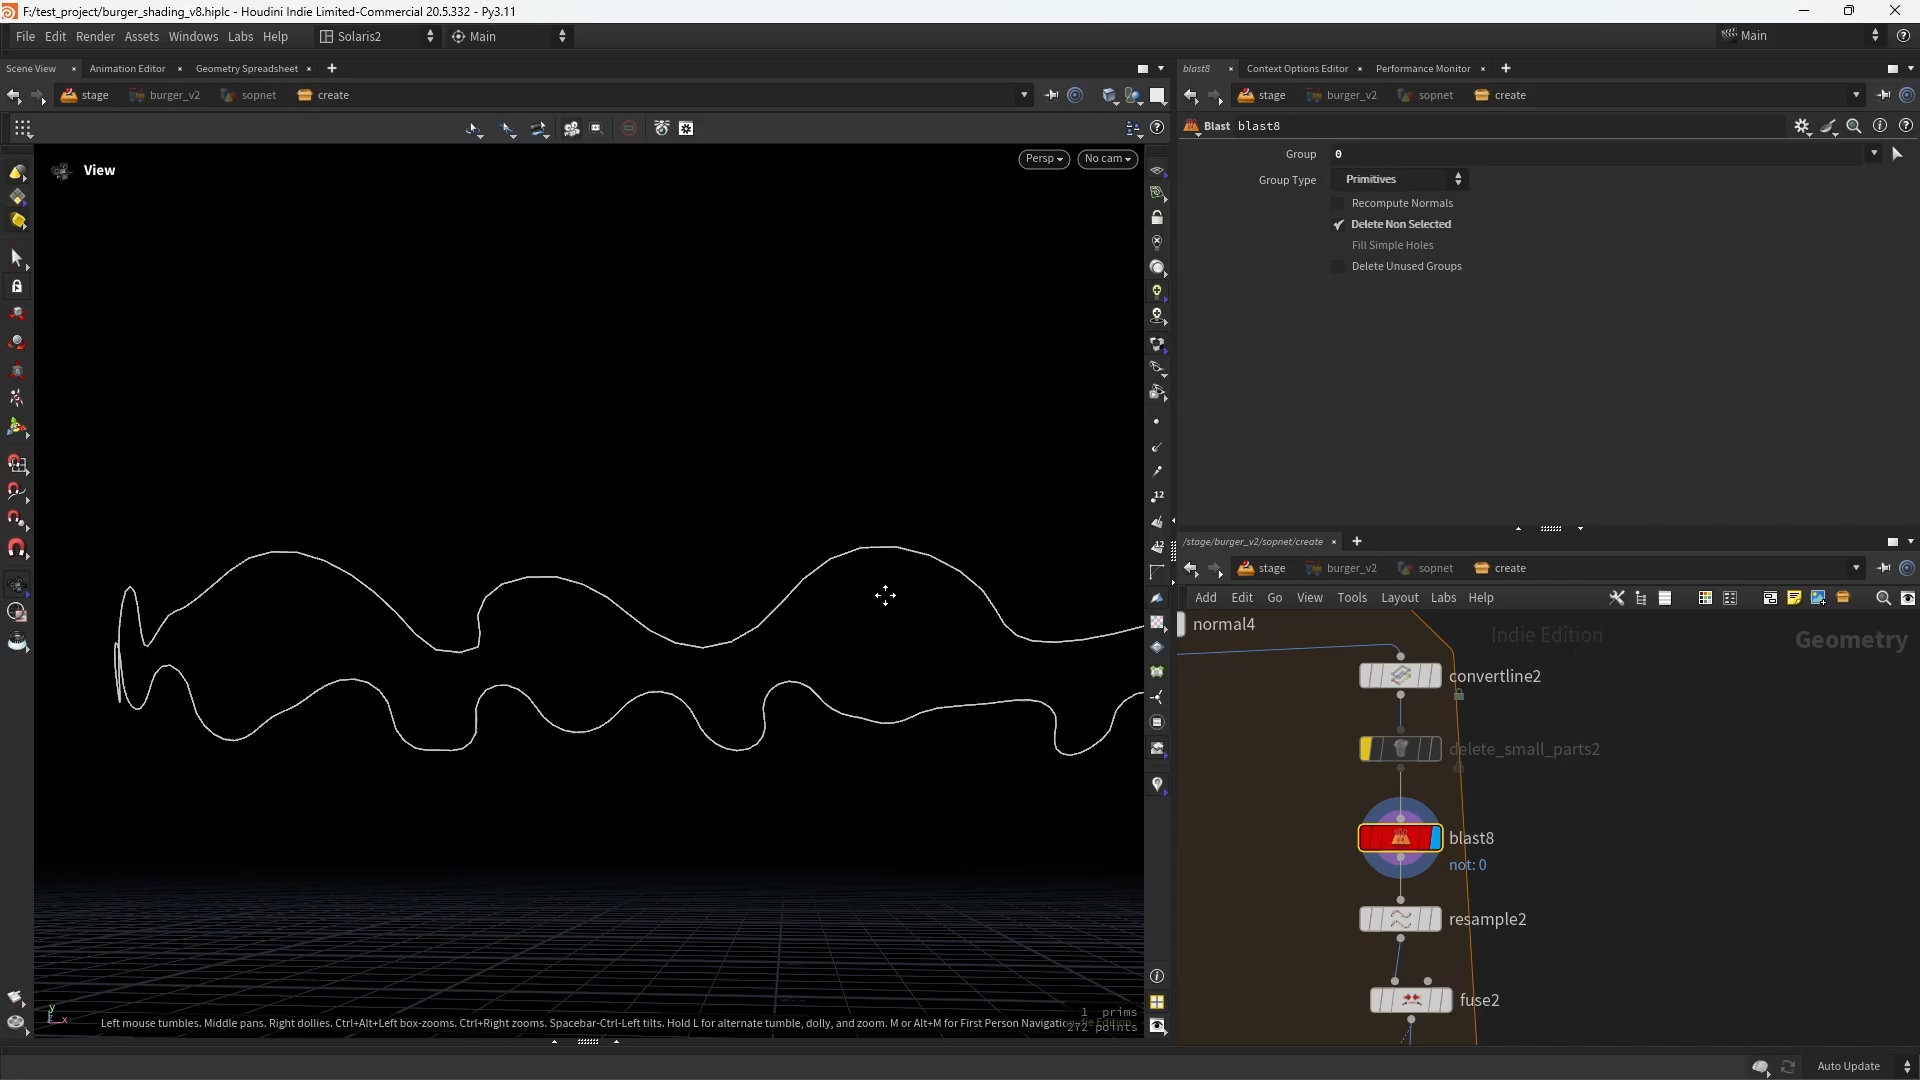 F:/test_project/burger_shading_v8.hiplc - Houdini Indie Limited-Commercial 20.5.332 - Py3.11
File Edit Render Assets Windows Labs Help Solaris2 Main Main
Scene View Animation Editor Geometry Spreadsheet
stage burger_v2 sopnet create
View
Persp No cam
12
12
Left mouse tumbles. Middle pans. Right dollies. Ctrl+Alt+Left box-zooms. Ctrl+Right zooms. Spacebar-Ctrl-Left tilts. Hold L for alternate tumble, dolly, and zoom. M or Alt+M for First Person Navigatio
1 prims
272 points
Edition
y
z x
blast8 Context Options Editor Performance Monitor
stage burger_v2 sopnet create
Blast blast8
Group 0
Group Type Primitives
Recompute Normals
Delete Non Selected
Fill Simple Holes
Delete Unused Groups
/stage/burger_v2/sopnet/create
stage burger_v2 sopnet create
Add Edit Go View Tools Layout Labs Help
normal4
Indie Edition
Geometry
convertline2
delete_small_parts2
blast8
not: 0
resample2
fuse2
Auto Update